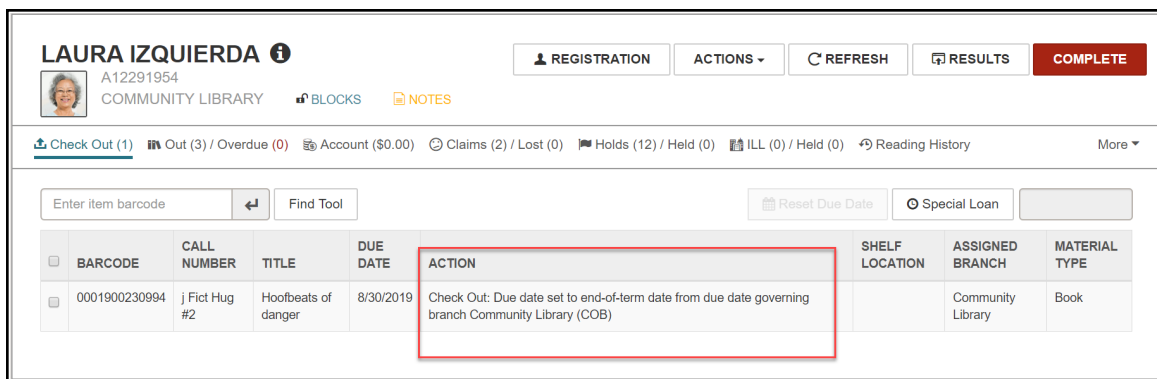 LAURA IZQUIERDA
REGISTRATION ACTIONS REFRESH RESULTS COMPLETE
A12291954
COMMUNITY LIBRARY BLOCKS NOTES
Check Out (1) Out (3) / Overdue (0) Account ($0.00) Claims (2) / Lost (0) Holds (12) / Held (0) ILL (0) / Held (0) Reading History More
Enter item barcode Find Tool Reset Due Date Special Loan
BARCODE CALL NUMBER TITLE DUE DATE ACTION SHELF LOCATION ASSIGNED BRANCH MATERIAL TYPE
0001900230994 j Fict Hug Hoofbeats of 8/30/2019 Check Out: Due date set to end-of-term date from due date governing Community Book
#2 danger branch Community Library (COB) Library